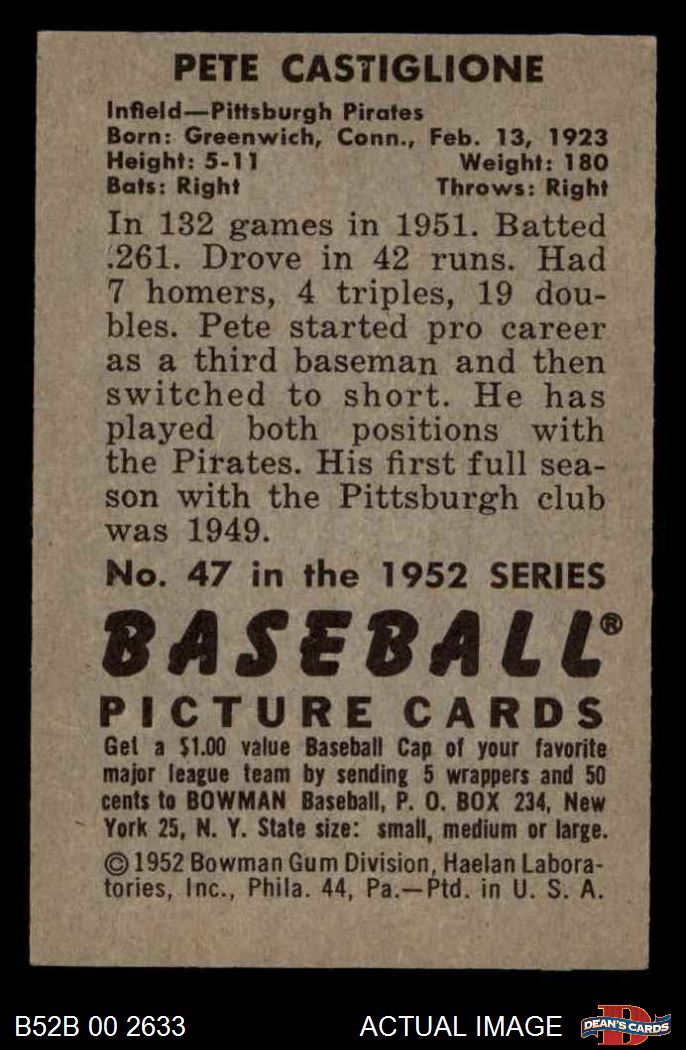 PETE CASTIGLIONE
Infield—Pittsburgh Pirates
Born: Greenwich, Conn., Feb. 13, 1923
Height: 5-11 Weight: 180
Bats: Right Throws: Right
In 132 games in 1951. Batted
.261. Drove in 42 runs. Had
7 homers, 4 triples, 19 dou-
bles. Pete started pro career
as a third baseman and then
switched to short. He has
played both positions with
the Pirates. His first full sea-
son with the Pittsburgh club
was 1949.
No. 47 in the 1952 SERIES
BASEBALL®
PICTURE CARDS
Get a $1.00 value Baseball Cap of your favorite
major league team by sending 5 wrappers and 50
cents to BOWMAN Baseball, P. O. BOX 234, New
York 25, N. Y. State size: small, medium or large.
©1952 Bowman Gum Division, Haelan Labora-
tories, Inc., Phila. 44, Pa.—Ptd. in U. S. A.
B52B 00 2633 ACTUAL IMAGE D DEAN'S CARDS